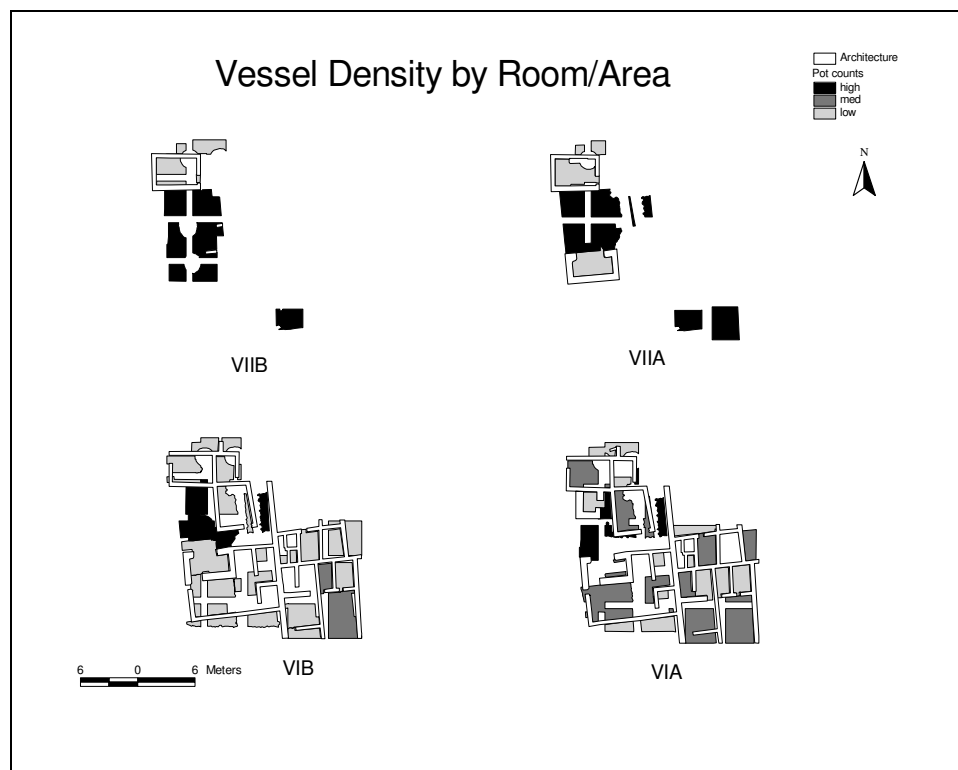 Vessel Density by Room/Area
Architecture
Pot counts
high
med
low
N
VIIB
VIIA
6 0 6 Meters
VIB
VIA